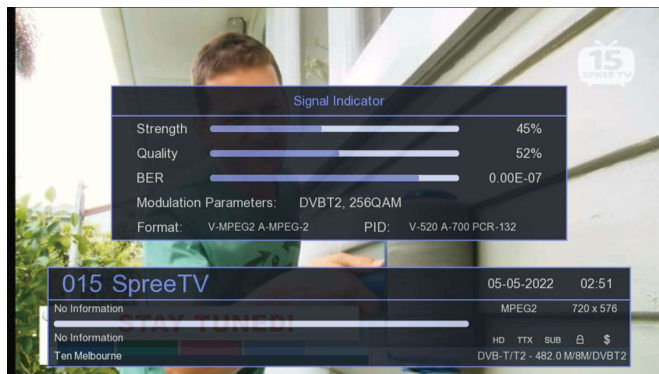 15
SPREE TV
Signal Indicator
Strength 45%
Quality 52%
BER 0.00E-07
Modulation Parameters: DVBT2, 256QAM
Format: V-MPEG2 A-MPEG-2 PID: V-520 A-700 PCR-132
015 SpreeTV 05-05-2022 02:51
No Information MPEG2 720 x 576
STAY TUNED!
No Information HD TTX SUB $
Ten Melbourne DVB-T/T2 - 482.0 M/8M/DVBT2